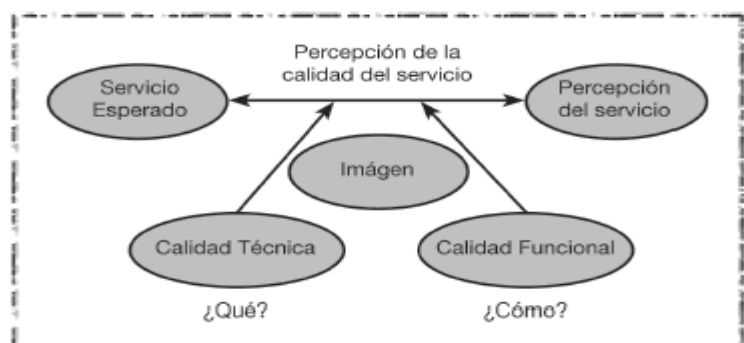 Percepción de la
calidad del servicio
Servicio
Esperado
Percepción
del servicio
Imágen
Calidad Técnica
Calidad Funcional
¿Qué?
¿Cómo?